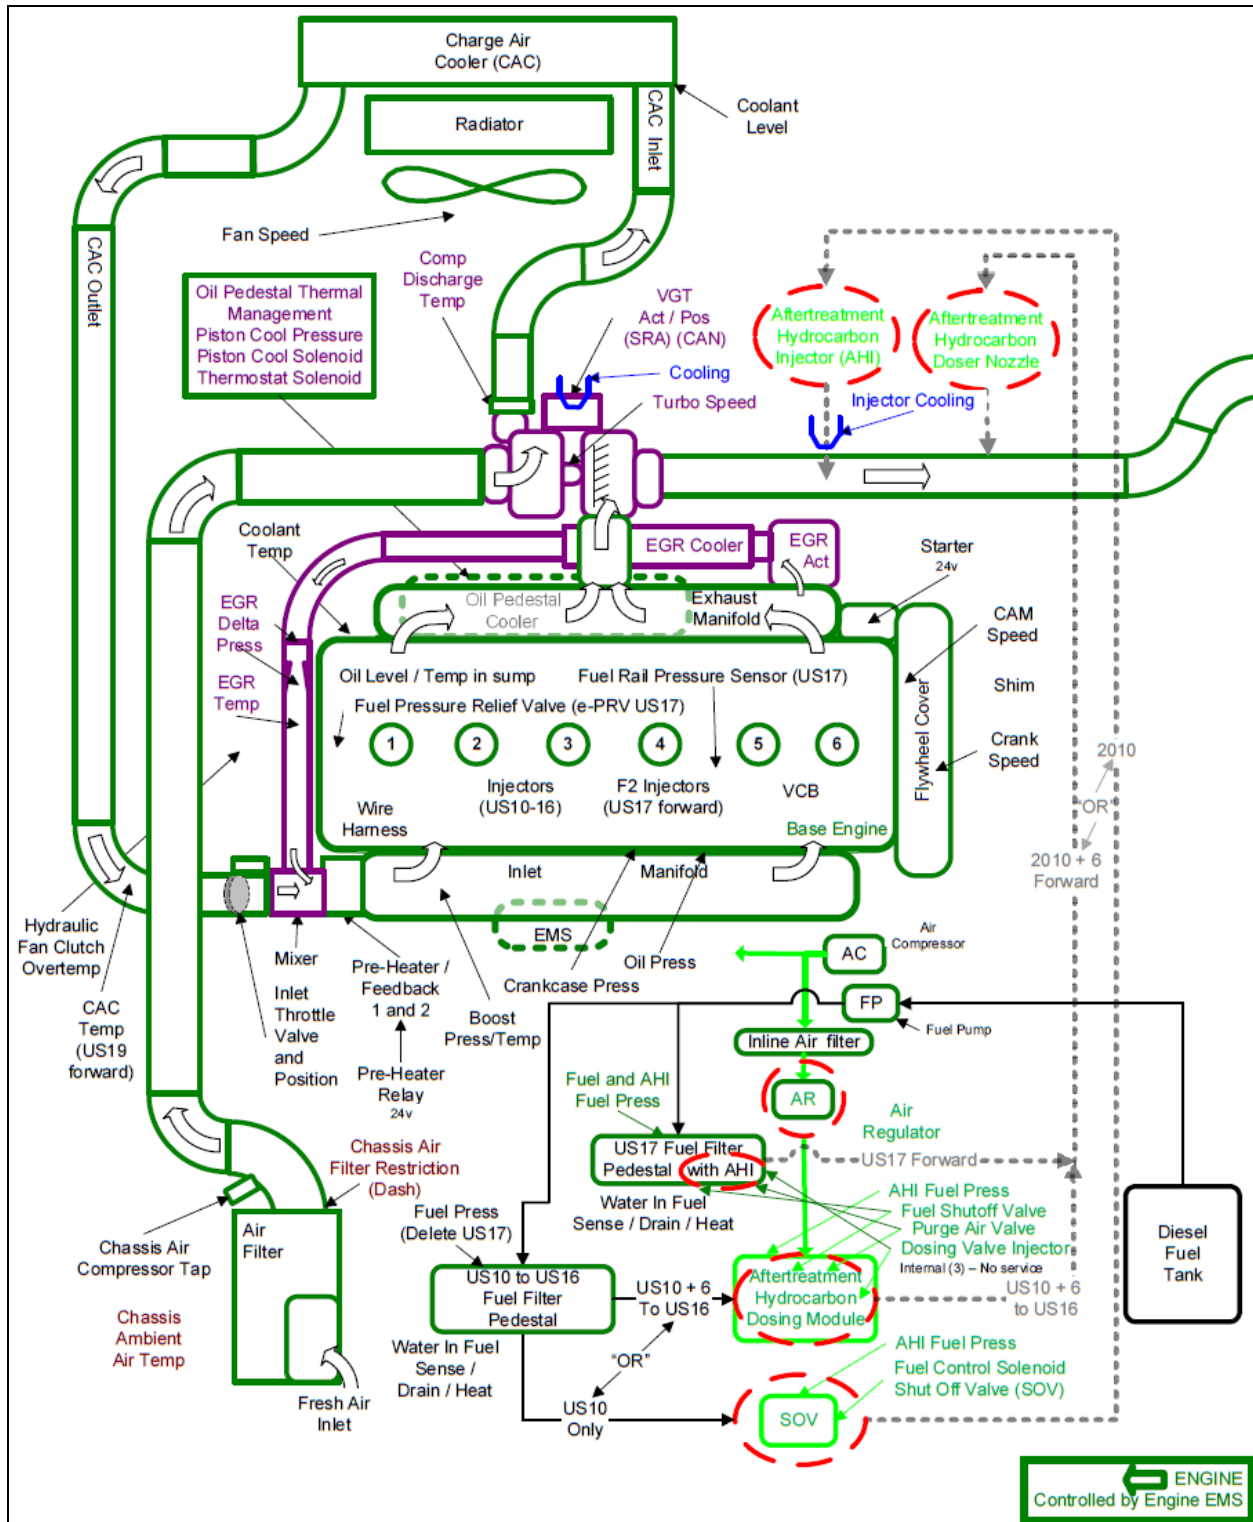 Charge Air
Cooler (CAC)
Radiator
CAC Inlet
Coolant
Level
CAC Outlet
Fan Speed
Comp
Discharge
Temp
Oil Pedestal Thermal
Management
Piston Cool Pressure
Piston Cool Solenoid
Thermostat Solenoid
VGT
Act / Pos
(SRA) (CAN)
Cooling
Turbo Speed
Aftertreatment
Hydrocarbon
Injector (AHI)
Aftertreatment
Hydrocarbon
Doser Nozzle
Injector Cooling
Coolant
Temp
EGR Cooler
EGR
Act
Starter
24v
Oil Pedestal
Cooler
Exhaust
Manifold
EGR
Delta
Press
EGR
Temp
CAM
Speed
Shim
Crank
Speed
Flywheel Cover
Oil Level / Temp in sump
Fuel Rail Pressure Sensor (US17)
Fuel Pressure Relief Valve (e-PRV US17)
1
2
3
4
5
6
Injectors
(US10-16)
F2 Injectors
(US17 forward)
VCB
Wire
Harness
Base Engine
2010
"OR"
2010 + 6
Forward
Inlet
Manifold
EMS
Hydraulic
Fan Clutch
Overtemp
Mixer
Inlet
Throttle
Valve
and
Position
Pre-Heater /
Feedback
1 and 2
Boost
Press/Temp
Crankcase Press
Oil Press
CAC
Temp
(US19
forward)
Pre-Heater
Relay
24v
AC
Air
Compressor
FP
Fuel Pump
Inline Air filter
AR
Air
Regulator
Fuel and AHI
Fuel Press
US17 Fuel Filter
Pedestal with AHI
US17 Forward
Water In Fuel
Sense / Drain / Heat
Chassis Air
Filter Restriction
(Dash)
Air
Filter
Chassis Air
Compressor Tap
Chassis
Ambient
Air Temp
Fresh Air
Inlet
Fuel Press
(Delete US17)
US10 to US16
Fuel Filter
Pedestal
Water In Fuel
Sense /
Drain / Heat
US10 + 6
To US16
"OR"
US10
Only
AHI Fuel Press
Fuel Shutoff Valve
Purge Air Valve
Dosing Valve Injector
Internal (3) – No service
Aftertreatment
Hydrocarbon
Dosing Module
US10 + 6
to US16
Diesel
Fuel
Tank
AHI Fuel Press
Fuel Control Solenoid
Shut Off Valve (SOV)
SOV
ENGINE
Controlled by Engine EMS